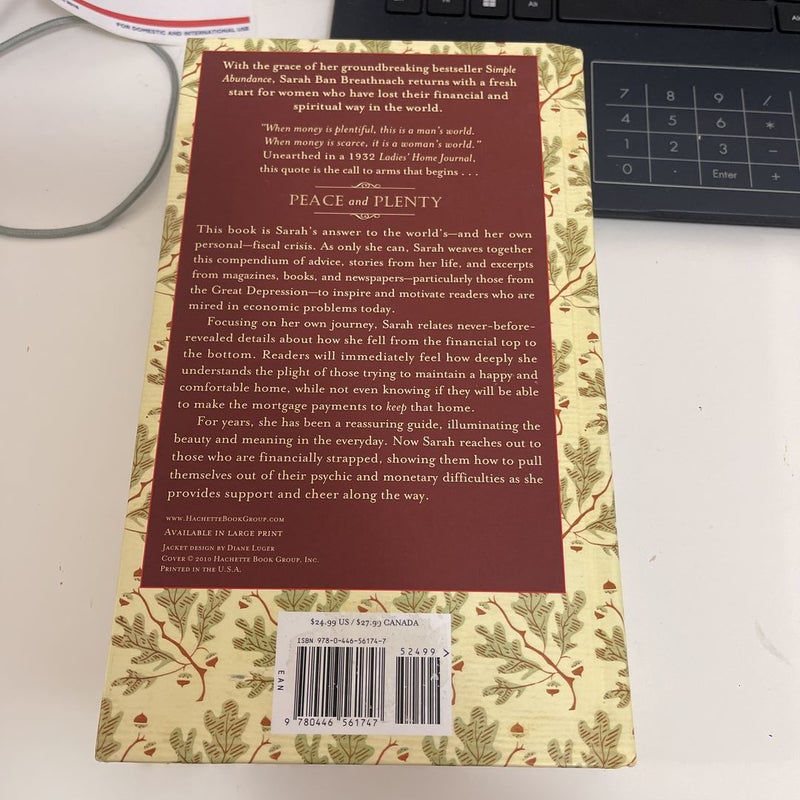 FOR DOMESTIC AND INTERNATIONAL USE
Alt
7 8 9 /
4 5 6 *
1 2 3 -
0 . Enter +
With the grace of her groundbreaking bestseller Simple
Abundance, Sarah Ban Breathnach returns with a fresh
start for women who have lost their financial and
spiritual way in the world.
"When money is plentiful, this is a man's world.
When money is scarce, it is a woman's world."
Unearthed in a 1932 Ladies' Home Journal,
this quote is the call to arms that begins . . .
PEACE and PLENTY
This book is Sarah's answer to the world's—and her own
personal—fiscal crisis. As only she can, Sarah weaves together
this compendium of advice, stories from her life, and excerpts
from magazines, books, and newspapers—particularly those from
the Great Depression—to inspire and motivate readers who are
mired in economic problems today.
Focusing on her own journey, Sarah relates never-before-
revealed details about how she fell from the financial top to
the bottom. Readers will immediately feel how deeply she
understands the plight of those trying to maintain a happy and
comfortable home, while not even knowing if they will be able
to make the mortgage payments to keep that home.
For years, she has been a reassuring guide, illuminating the
beauty and meaning in the everyday. Now Sarah reaches out to
those who are financially strapped, showing them how to pull
themselves out of their psychic and monetary difficulties as she
provides support and cheer along the way.
www.HachetteBookGroup.com
Available in large print
Jacket design by Diane Luger
Cover © 2010 Hachette Book Group, Inc.
Printed in the U.S.A.
$24.99 US / $27.99 CANADA
ISBN 978-0-446-56174-7
52499 >
EAN
9 780446 561747